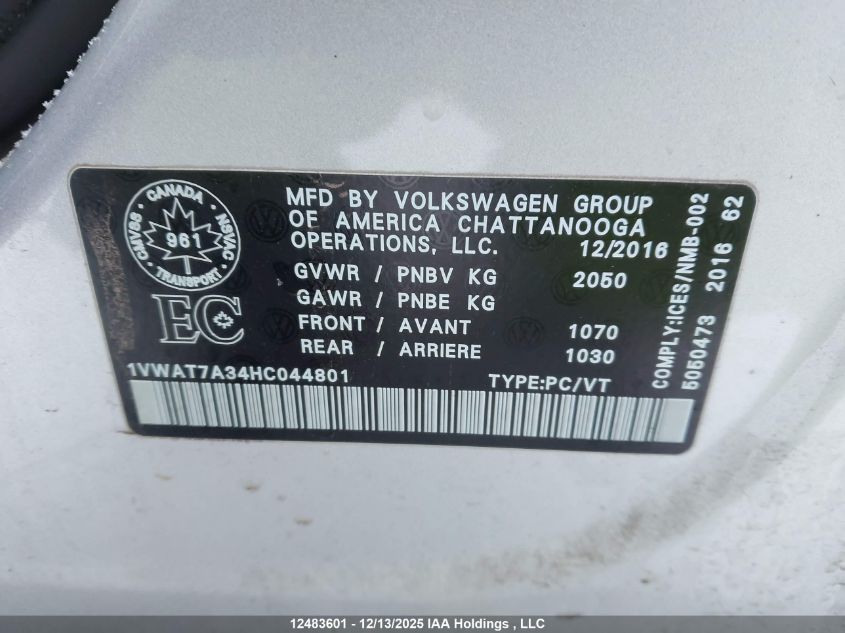 CANADA
CMVSS
NSVAC
961
TRANSPORT
EC
MFD BY VOLKSWAGEN GROUP
OF AMERICA CHATTANOOGA
OPERATIONS, LLC. 12/2016
GVWR / PNBV KG 2050
GAWR / PNBE KG
FRONT / AVANT 1070
REAR / ARRIERE 1030
1VWAT7A34HC044801 TYPE:PC/VT
COMPLY:ICES/NMB-002
5050473 2016 62
12483601 - 12/13/2025 IAA Holdings , LLC